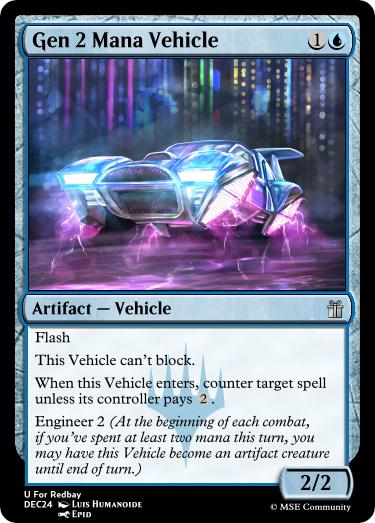 Gen 2 Mana Vehicle 1
Artifact — Vehicle
Flash
This Vehicle can't block.
When this Vehicle enters, counter target spell
unless its controller pays 2 .
Engineer 2 (At the beginning of each combat,
if you've spent at least two mana this turn, you
may have this Vehicle become an artifact creature
until end of turn.)
2/2
U For Redbay
DEC24 Luis Humanoide
Epid
© MSE Community